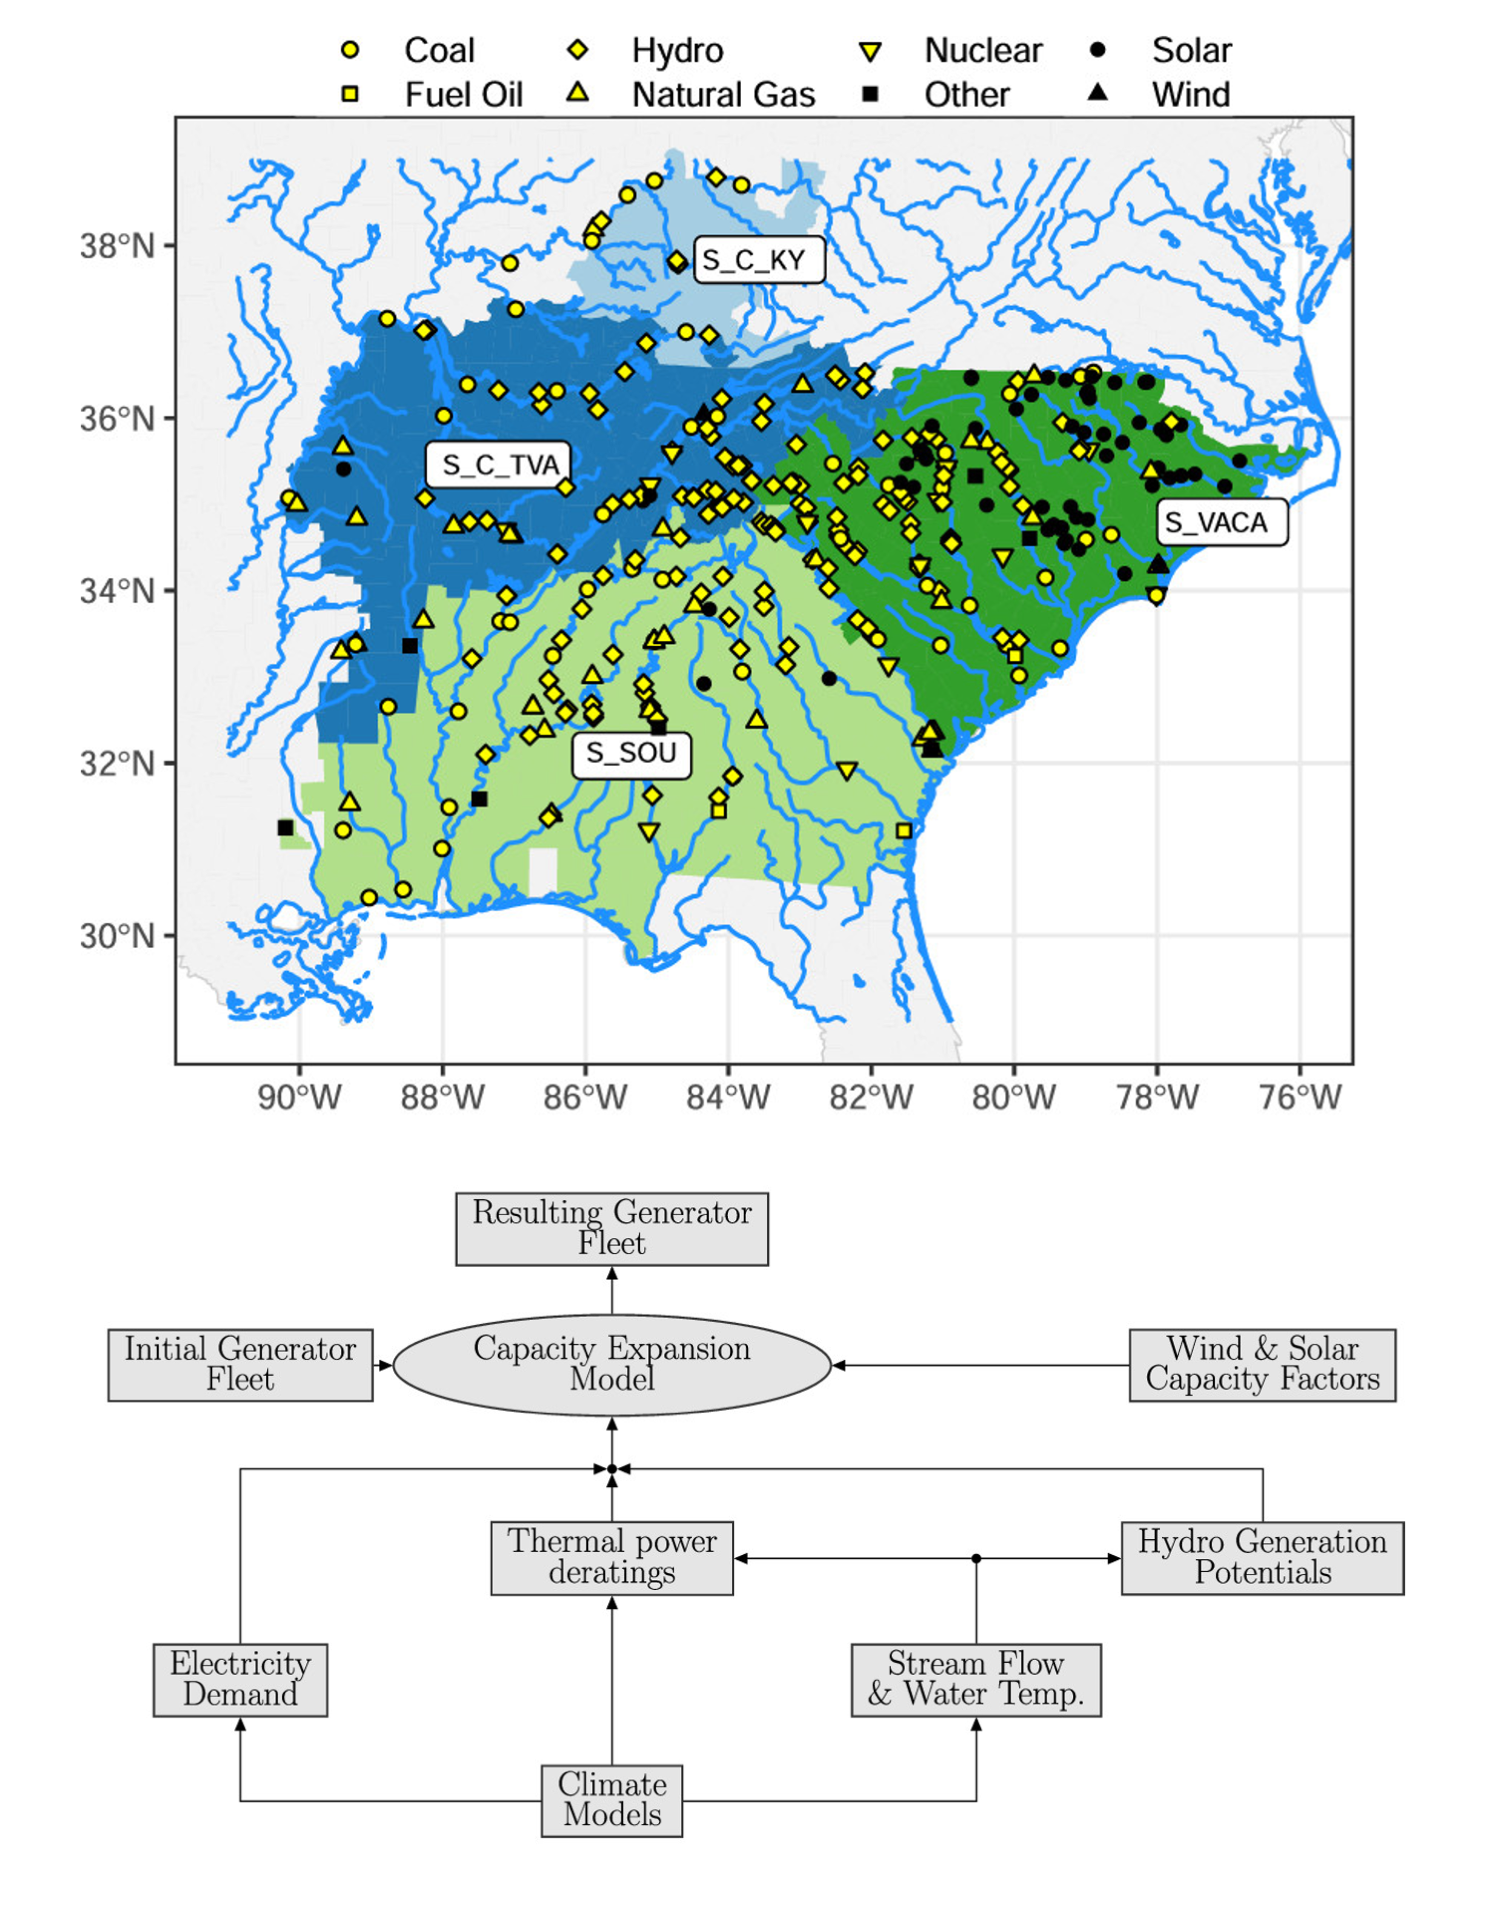 Coal Hydro Nuclear Solar
Fuel Oil Natural Gas Other Wind
38°N
36°N
34°N
32°N
30°N
S_C_KY
S_C_TVA
S_VACA
S_SOU
90°W 88°W 86°W 84°W 82°W 80°W 78°W 76°W
Resulting Generator
Fleet
Initial Generator
Fleet
Capacity Expansion
Model
Wind & Solar
Capacity Factors
Thermal power
deratings
Hydro Generation
Potentials
Electricity
Demand
Stream Flow
& Water Temp.
Climate
Models